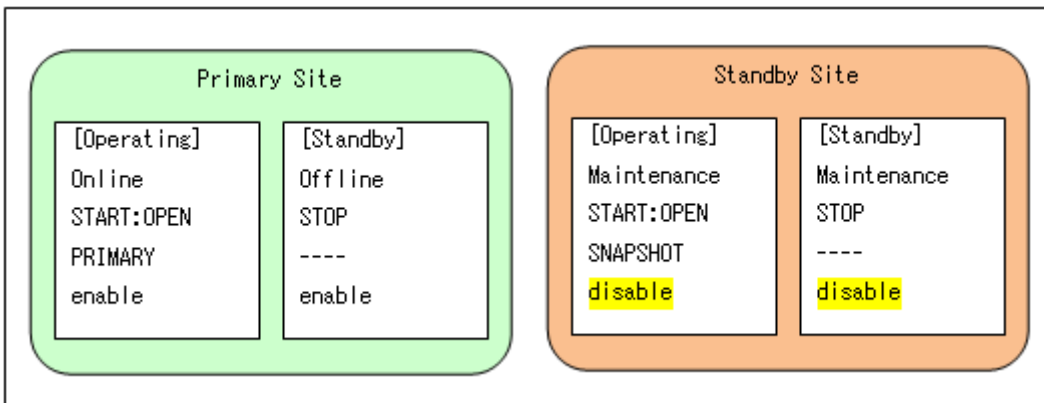 Primary Site
[Operating]
Online
START:OPEN
PRIMARY
enable
[Standby]
Offline
STOP
----
enable
Standby Site
[Operating]
Maintenance
START:OPEN
SNAPSHOT
disable
[Standby]
Maintenance
STOP
----
disable